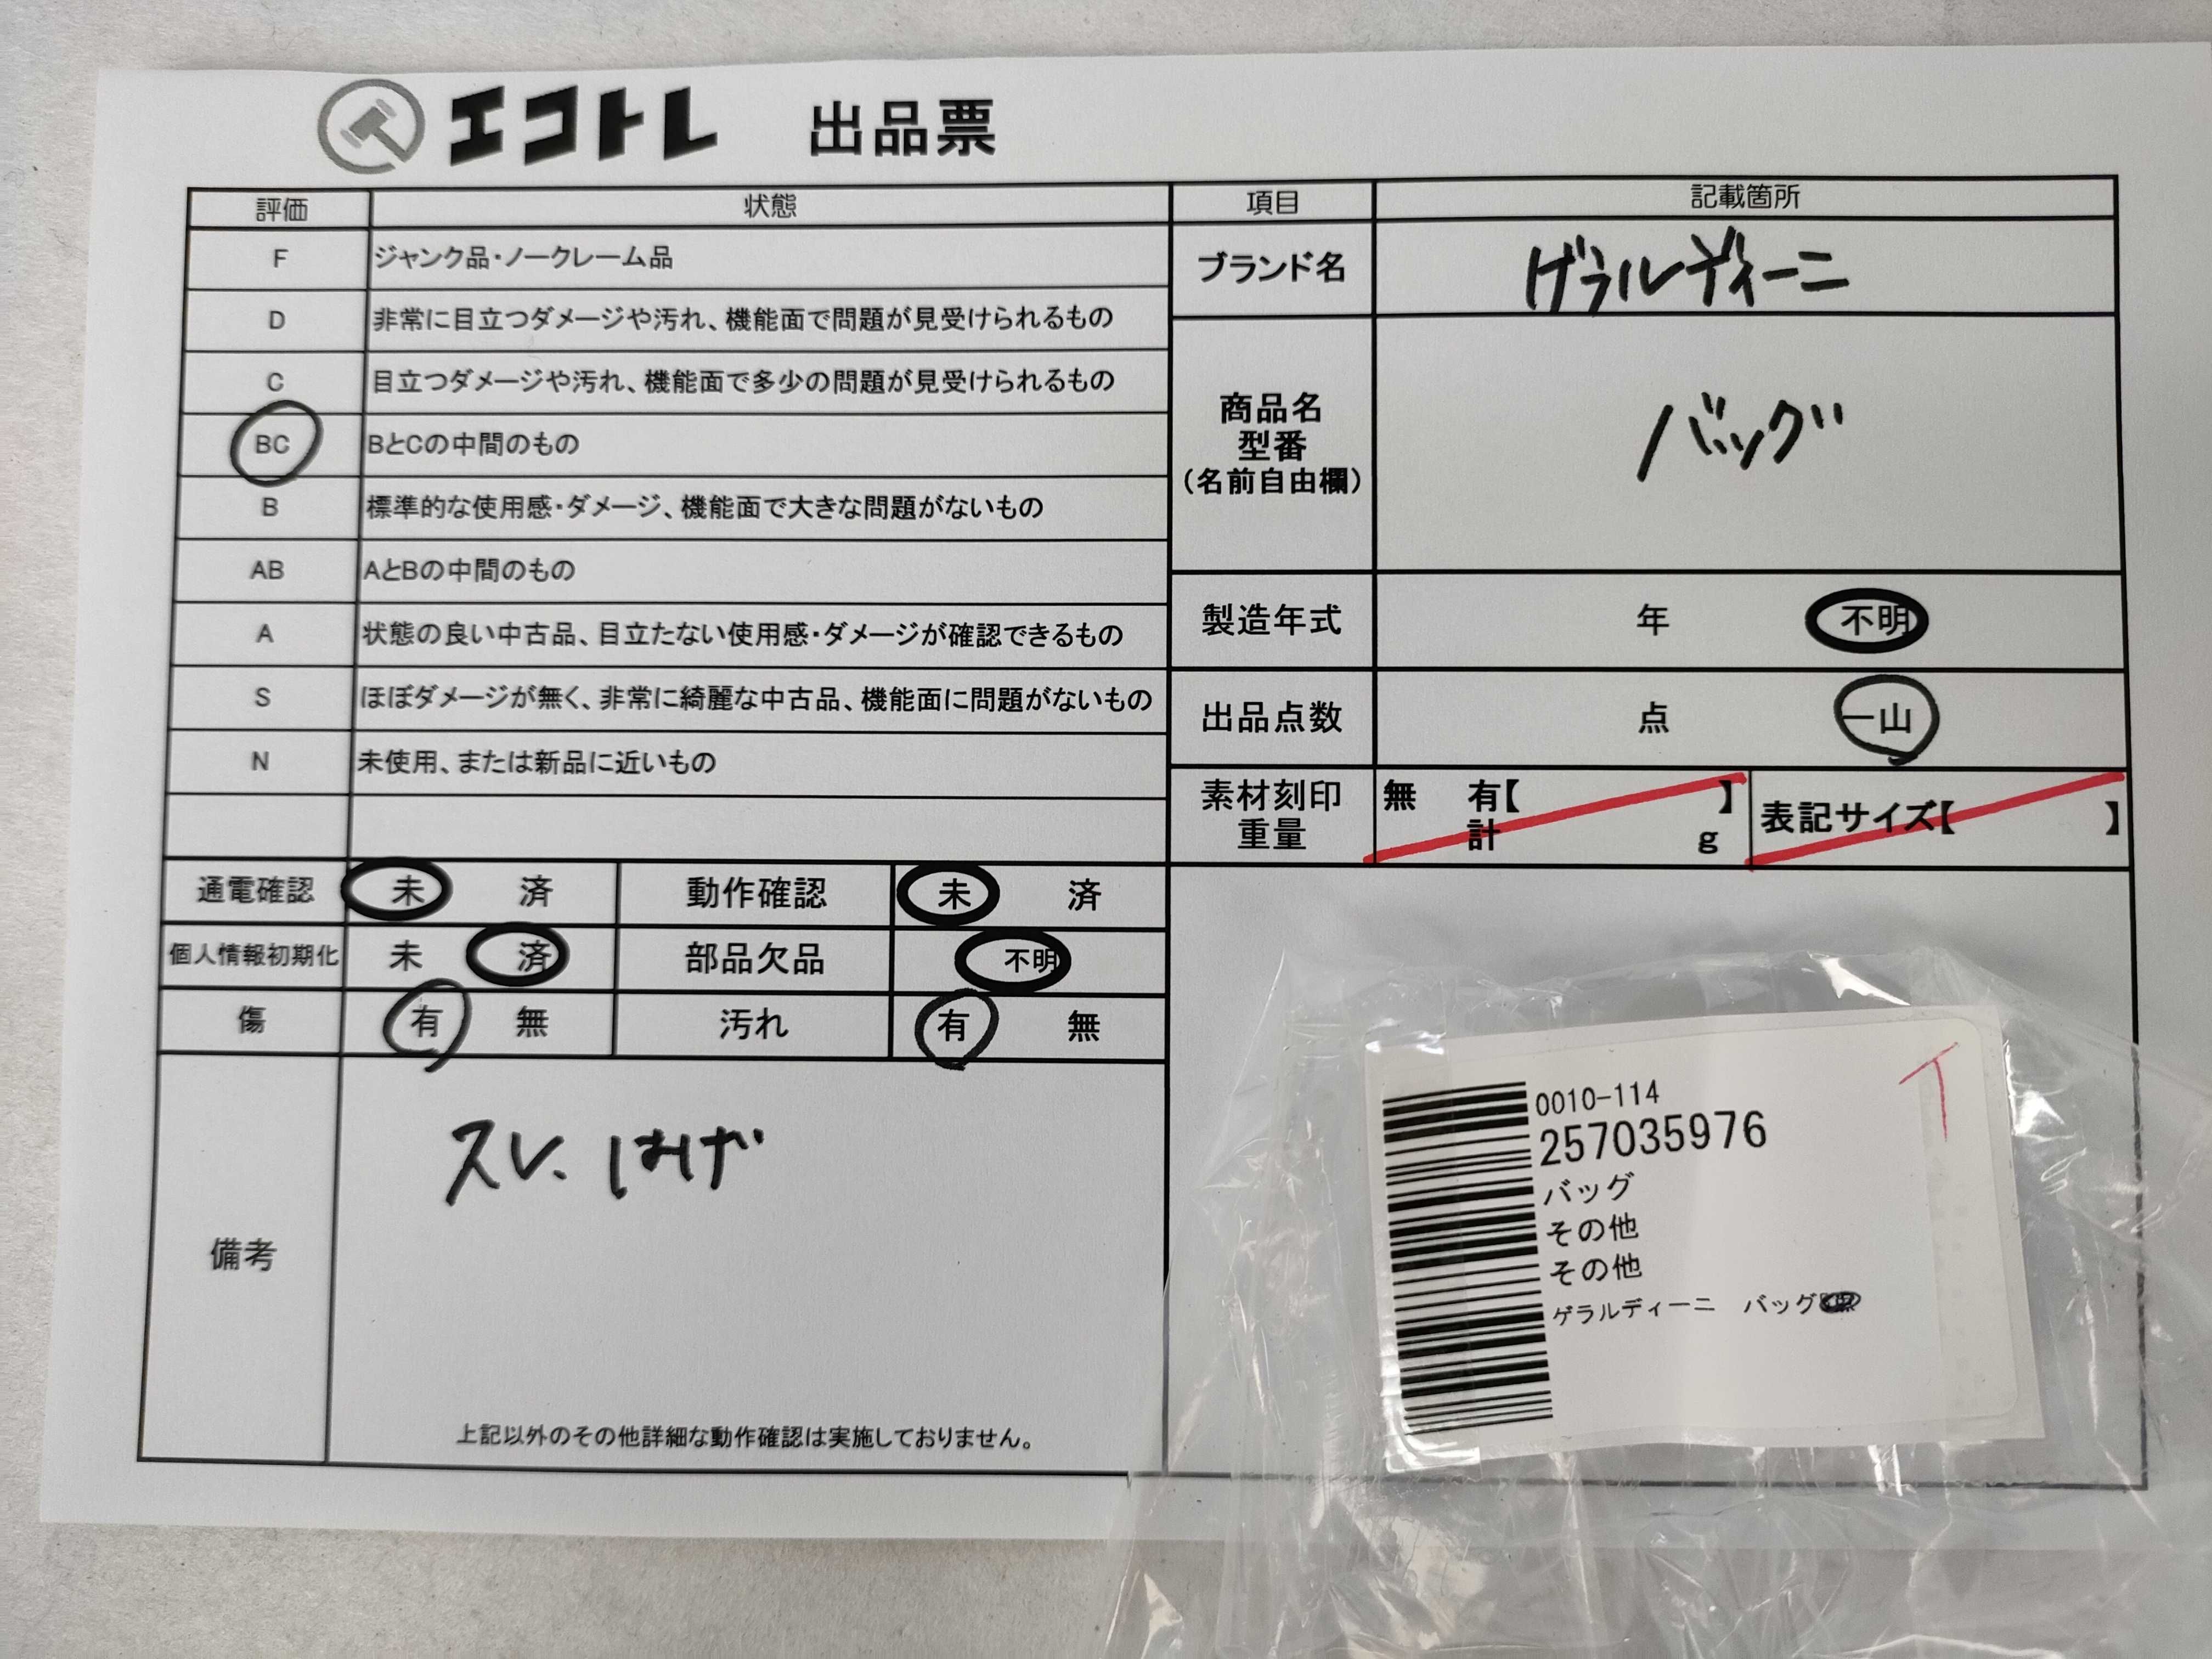 エコトレ 出品票
評価 状態
F ジャンク品・ノークレーム品
D 非常に目立つダメージや汚れ、機能面で問題が見受けられるもの
C 目立つダメージや汚れ、機能面で多少の問題が見受けられるもの
BC BとCの中間のもの
B 標準的な使用感・ダメージ、機能面で大きな問題がないもの
AB AとBの中間のもの
A 状態の良い中古品、目立たない使用感・ダメージが確認できるもの
S ほぼダメージが無く、非常に綺麗な中古品、機能面に問題がないもの
N 未使用、または新品に近いもの
通電確認 未 済 動作確認 未 済
個人情報初期化 未 済 部品欠品 不明
傷 有 無 汚れ 有 無
備考
スレ、はげ
上記以外のその他詳細な動作確認は実施しておりません。
項目 記載箇所
ブランド名 ゲラルディーニ
商品名
型番
(名前自由欄)
バッグ
製造年式 年 不明
出品点数 点 一山
素材刻印
重量
無 有【 】
計 g
表記サイズ【 】
0010-114
257035976
バッグ
その他
その他
ゲラルディーニ バッグ